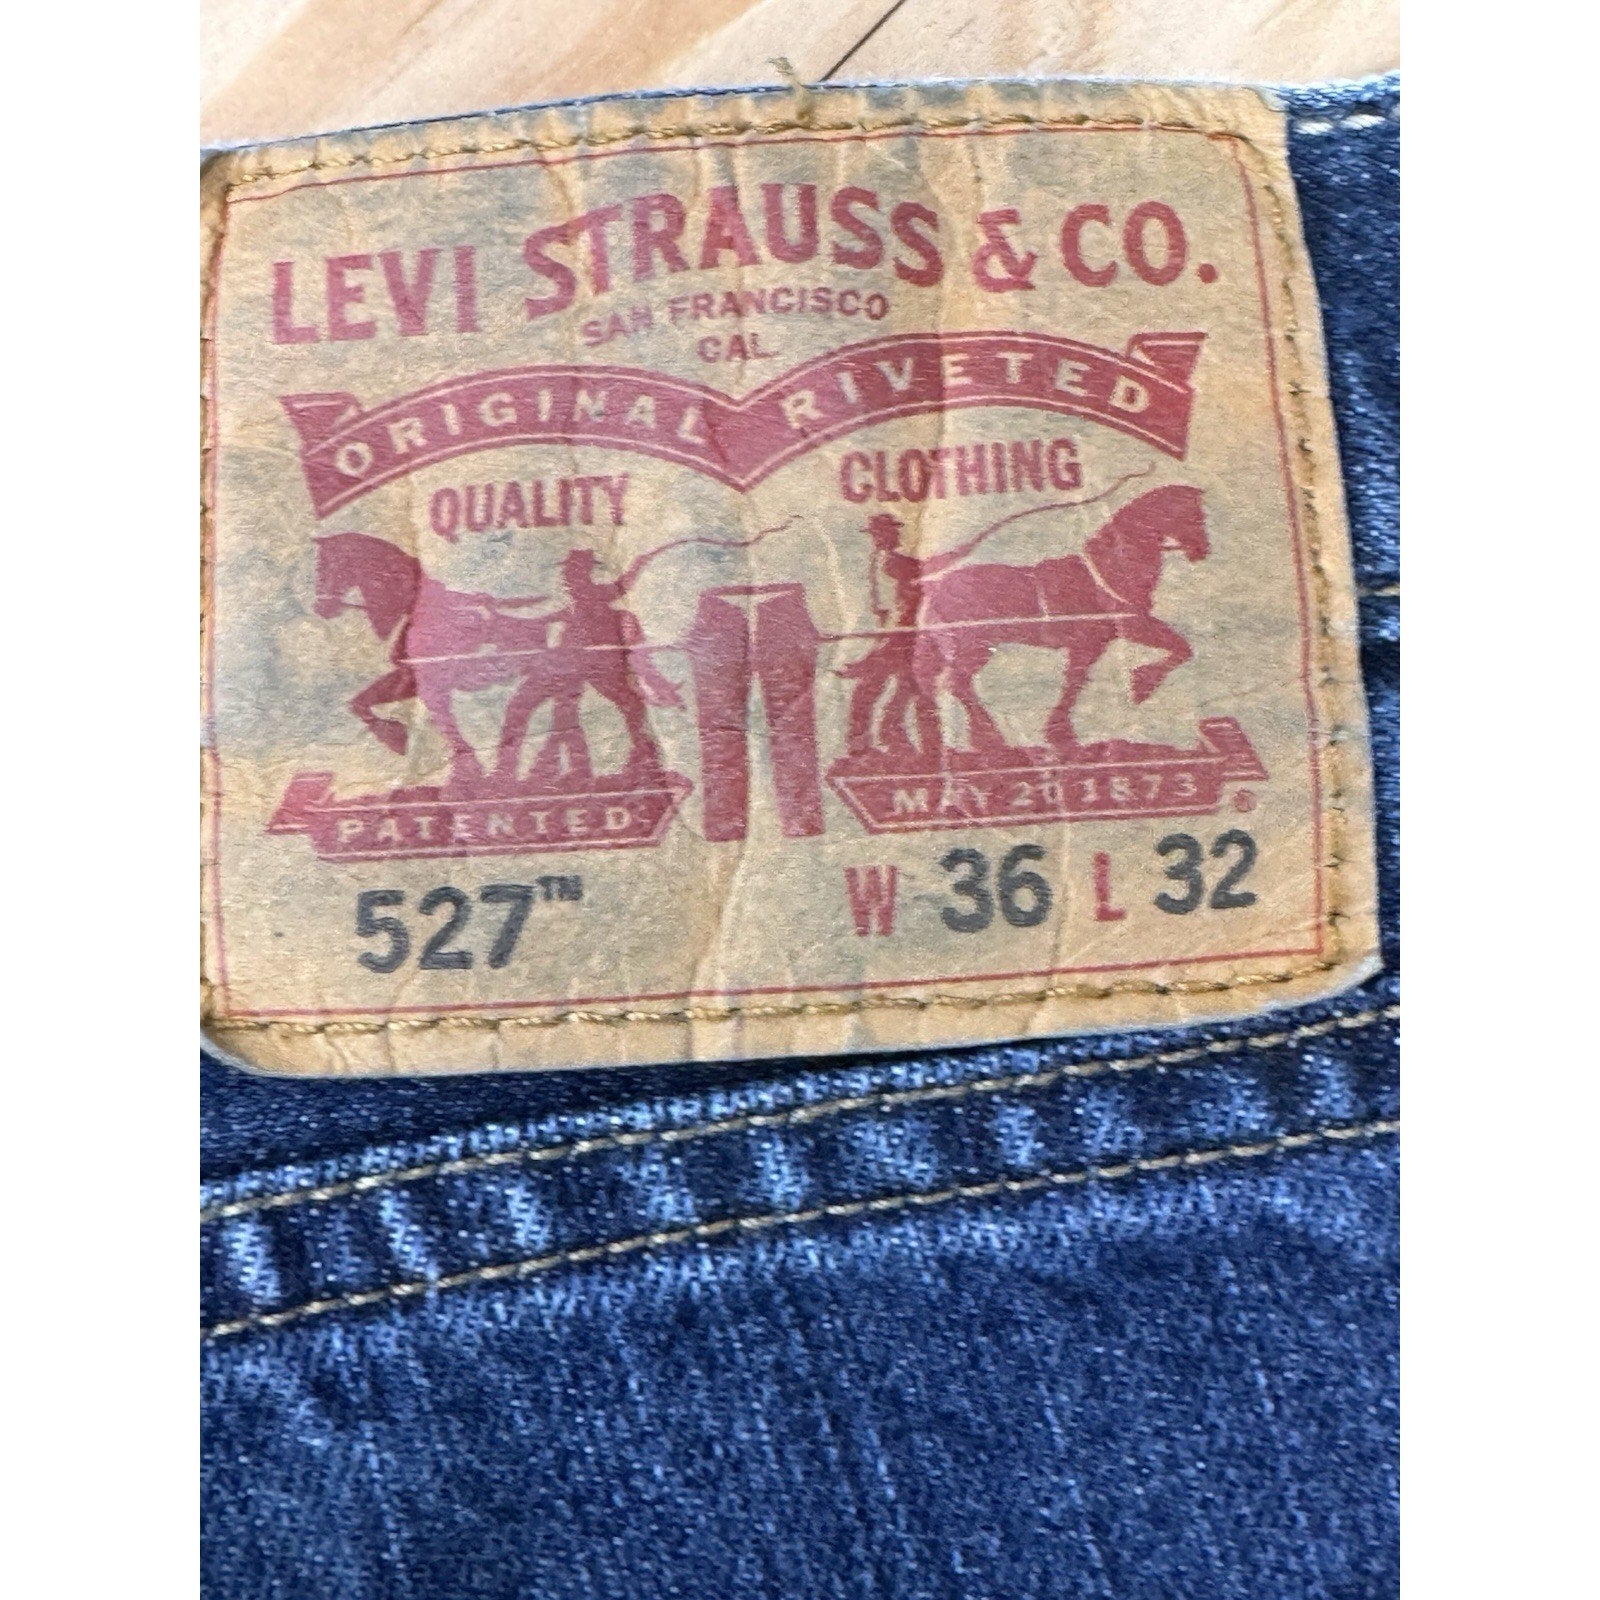 LEVI STRAUSS & CO.
SAN FRANCISCO
CAL
ORIGINAL RIVETED
QUALITY CLOTHING
PATENTED MAY 20 1873 ®
527™ W 36 L 32